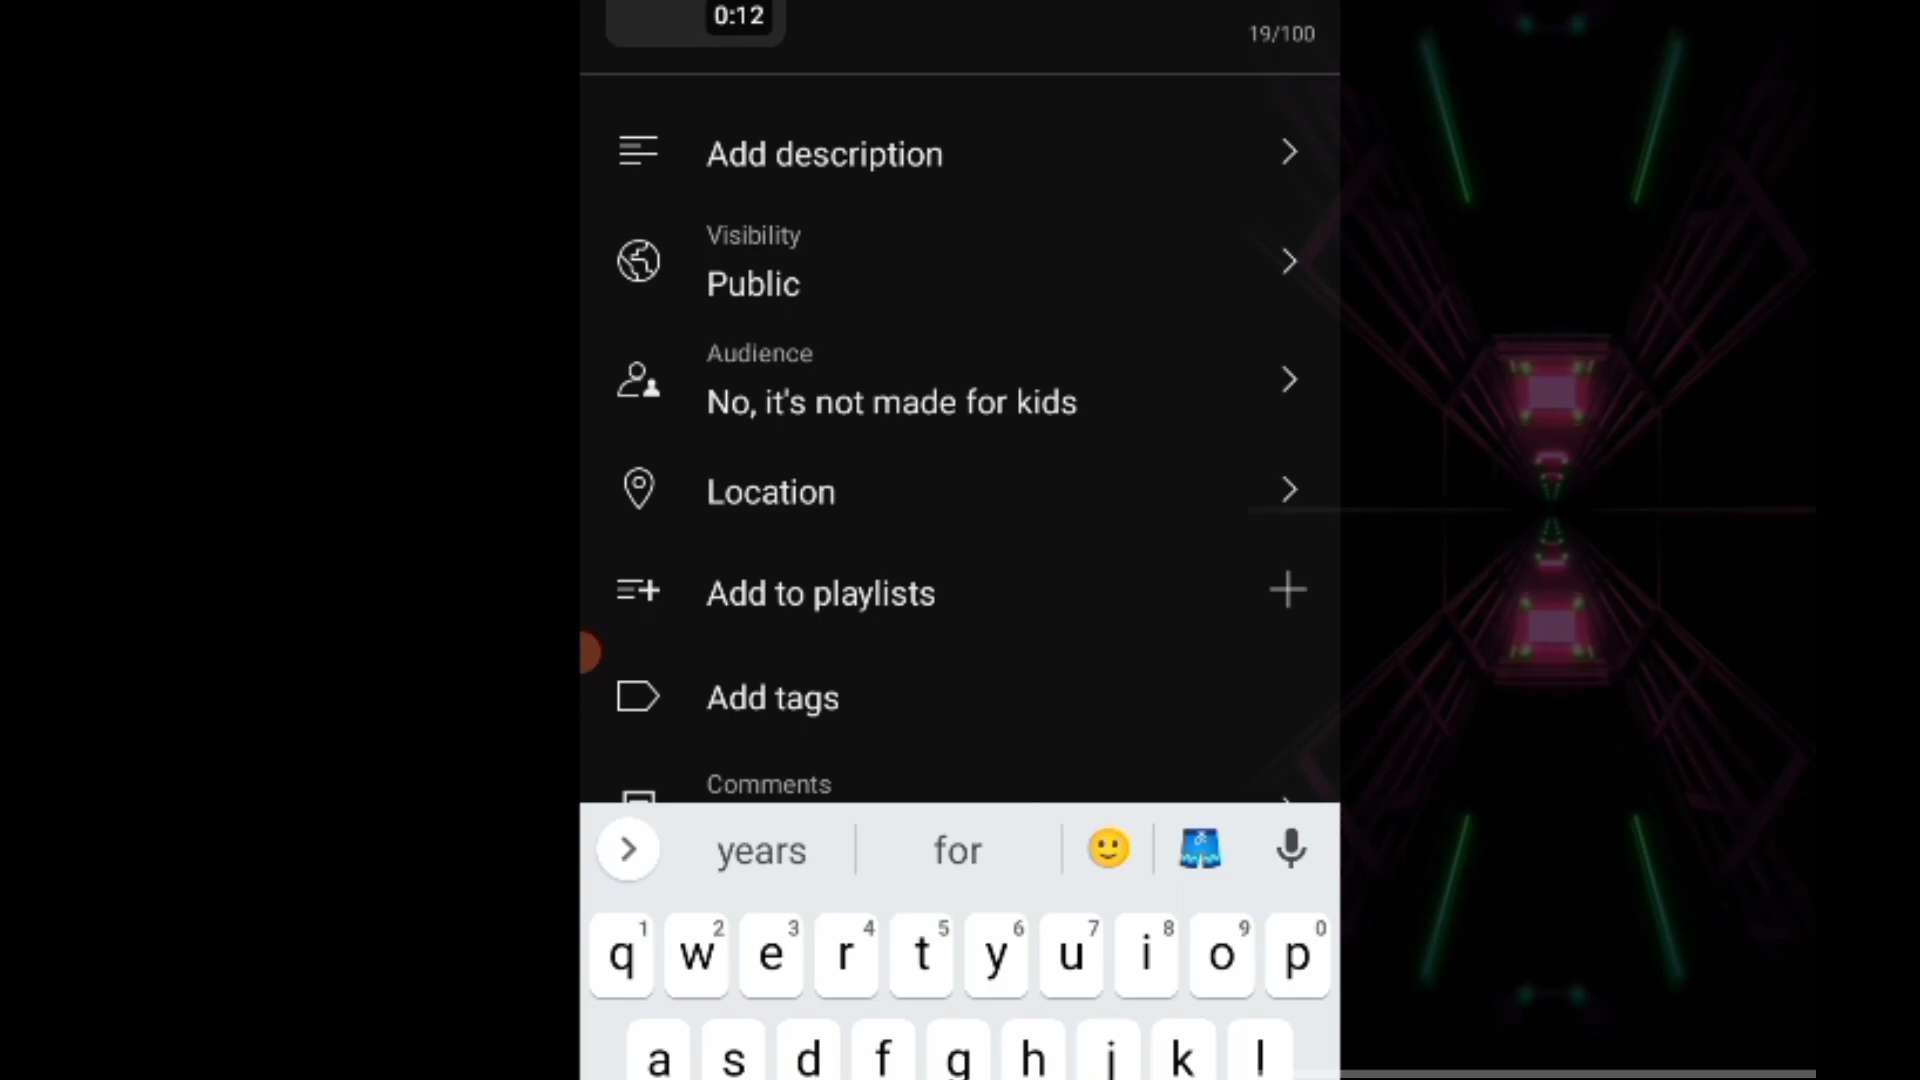 0:12
19/100
Add description
Visibility
Public
Audience
No, it's not made for kids
Location
Add to playlists
Add tags
Comments
years for
1 2 3 4 5 6 7 8 9 0
q w e r t y u i o p
a s d f g h j k l